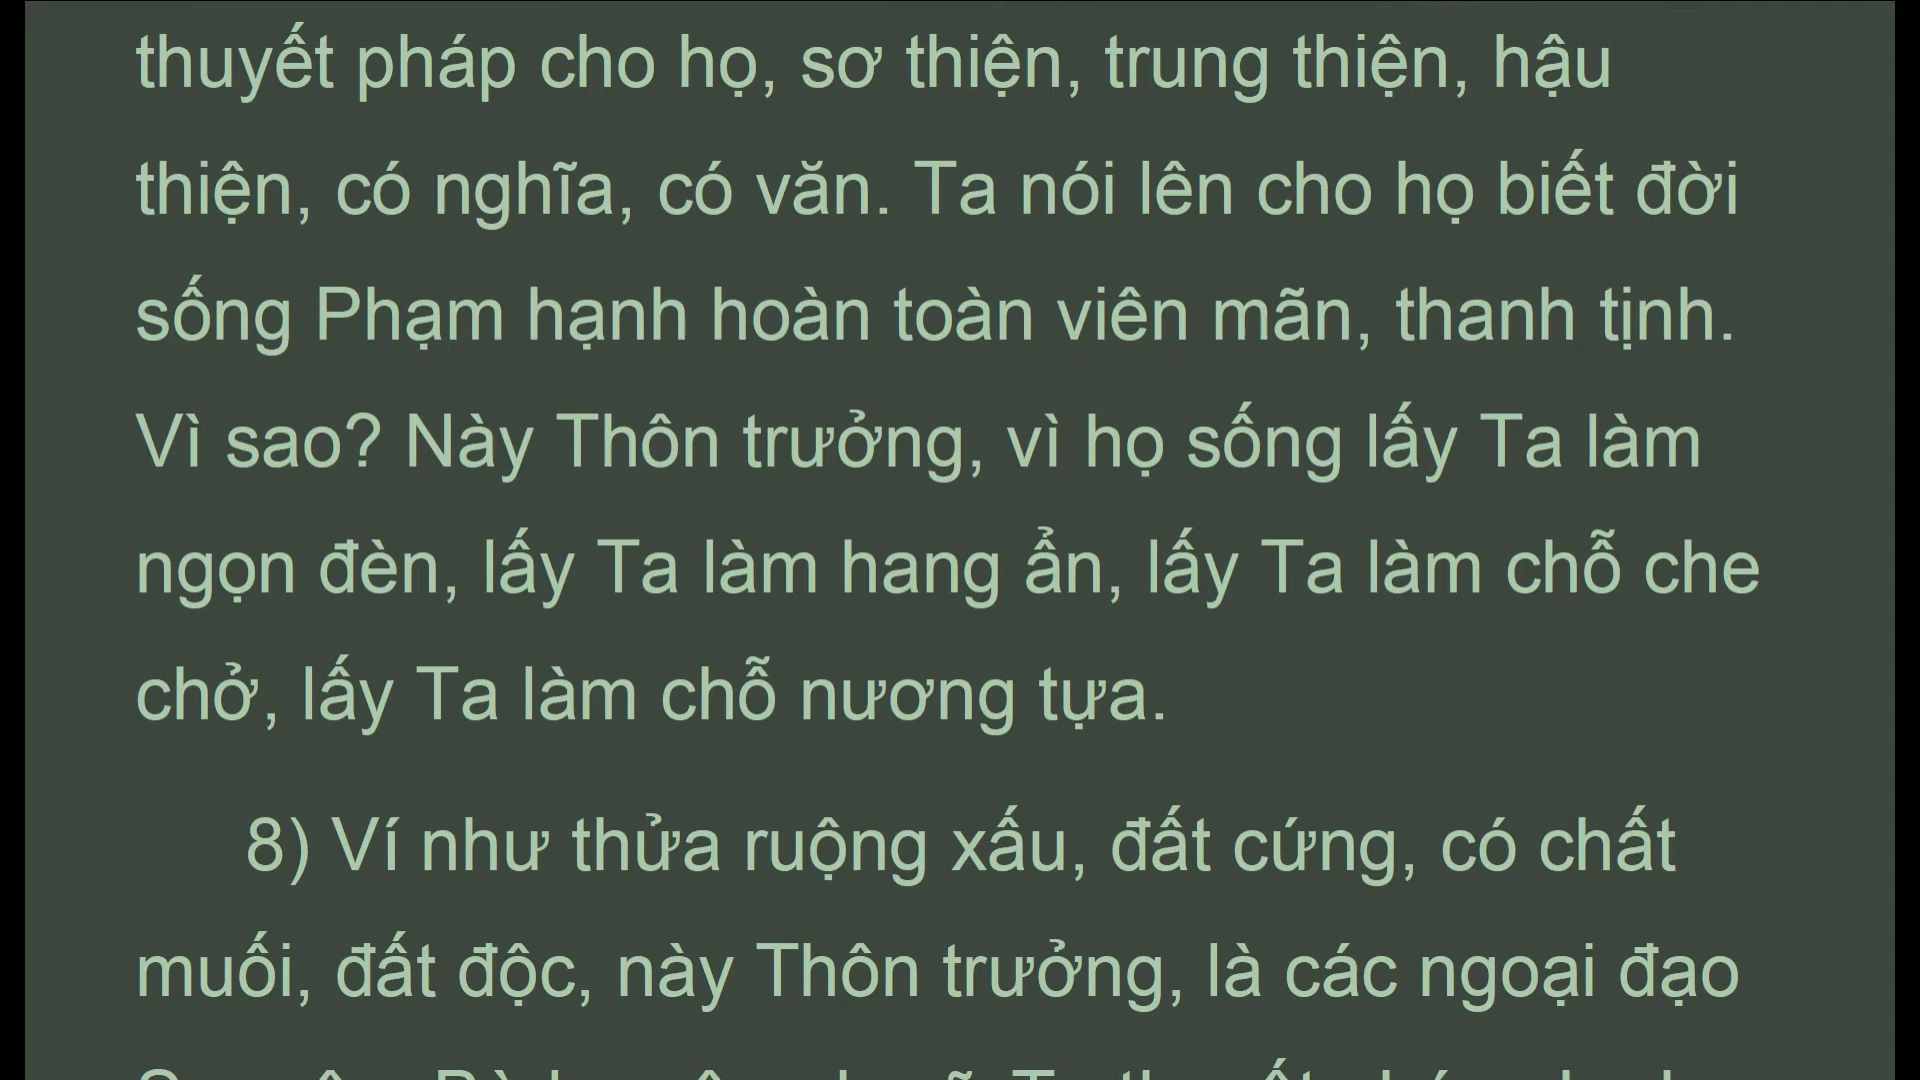 thuyết pháp cho họ, sơ thiện, trung thiện, hậu
thiện, có nghĩa, có văn. Ta nói lên cho họ biết đời
sống Phạm hạnh hoàn toàn viên mãn, thanh tịnh.
Vì sao? Này Thôn trưởng, vì họ sống lấy Ta làm
ngọn đèn, lấy Ta làm hang ẩn, lấy Ta làm chỗ che
chở, lấy Ta làm chỗ nương tựa.
8) Ví như thửa ruộng xấu, đất cứng, có chất
muối, đất độc, này Thôn trưởng, là các ngoại đạo